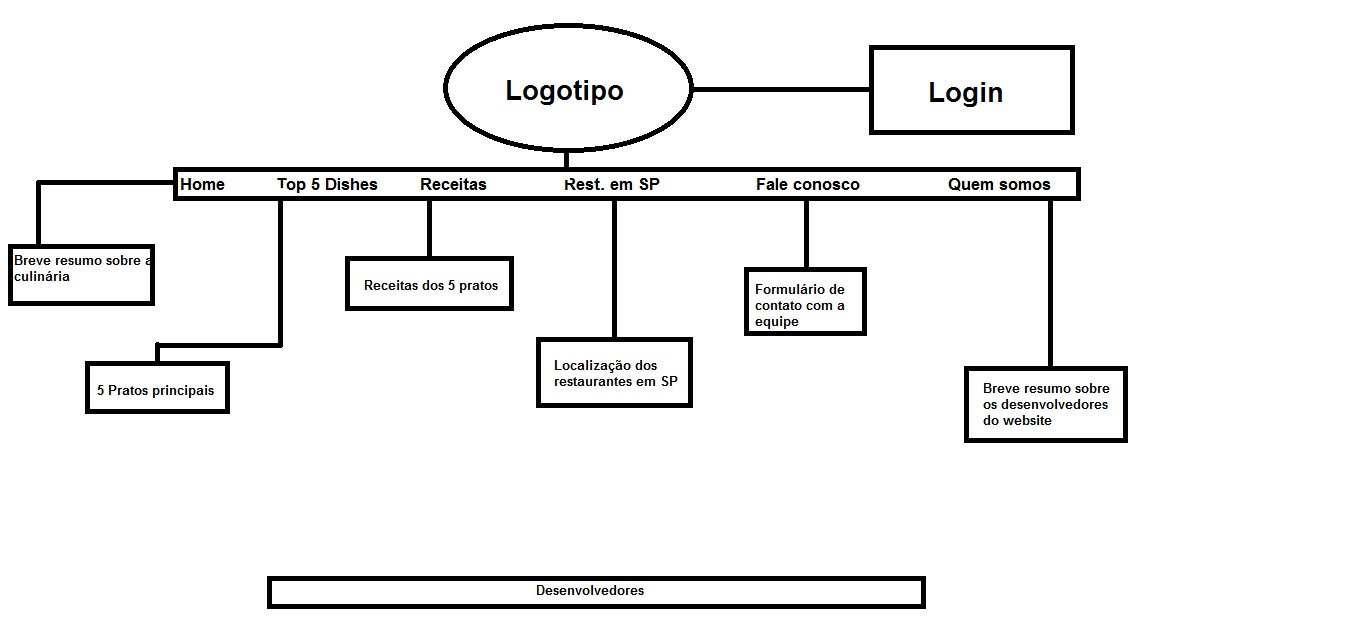 Logotipo
Login
Home
Top 5 Dishes
Receitas
Rest. em SP
Fale conosco
Quem somos
Breve resumo sobre a
culinária
Receitas dos 5 pratos
Formulário de
contato com a
equipe
Localização dos
restaurantes em SP
5 Pratos principais
Breve resumo sobre
os desenvolvedores
do website
Desenvolvedores